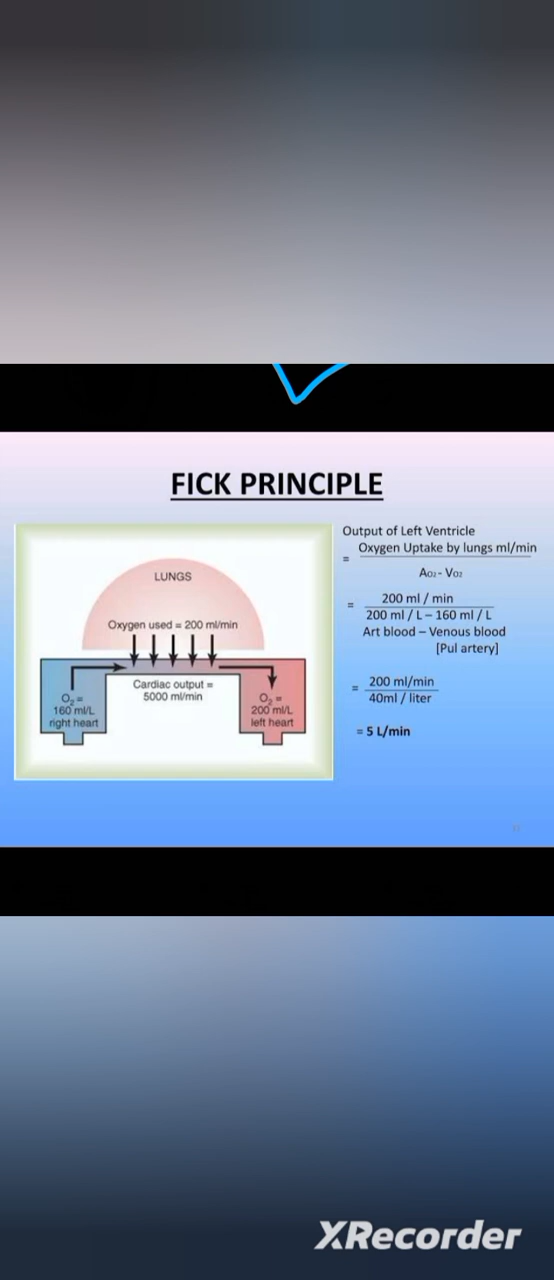 FICK PRINCIPLE
LUNGS
Oxygen used = 200 ml/min
Cardiac output =
5000 ml/min
O₂ =
160 ml/L
right heart
O₂ =
200 ml/L
left heart
Output of Left Ventricle
= Oxygen Uptake by lungs ml/min
Ao₂ - Vo₂
= 200 ml / min
200 ml / L – 160 ml / L
Art blood – Venous blood
[Pul artery]
= 200 ml/min
40ml / liter
= 5 L/min
XRecorder